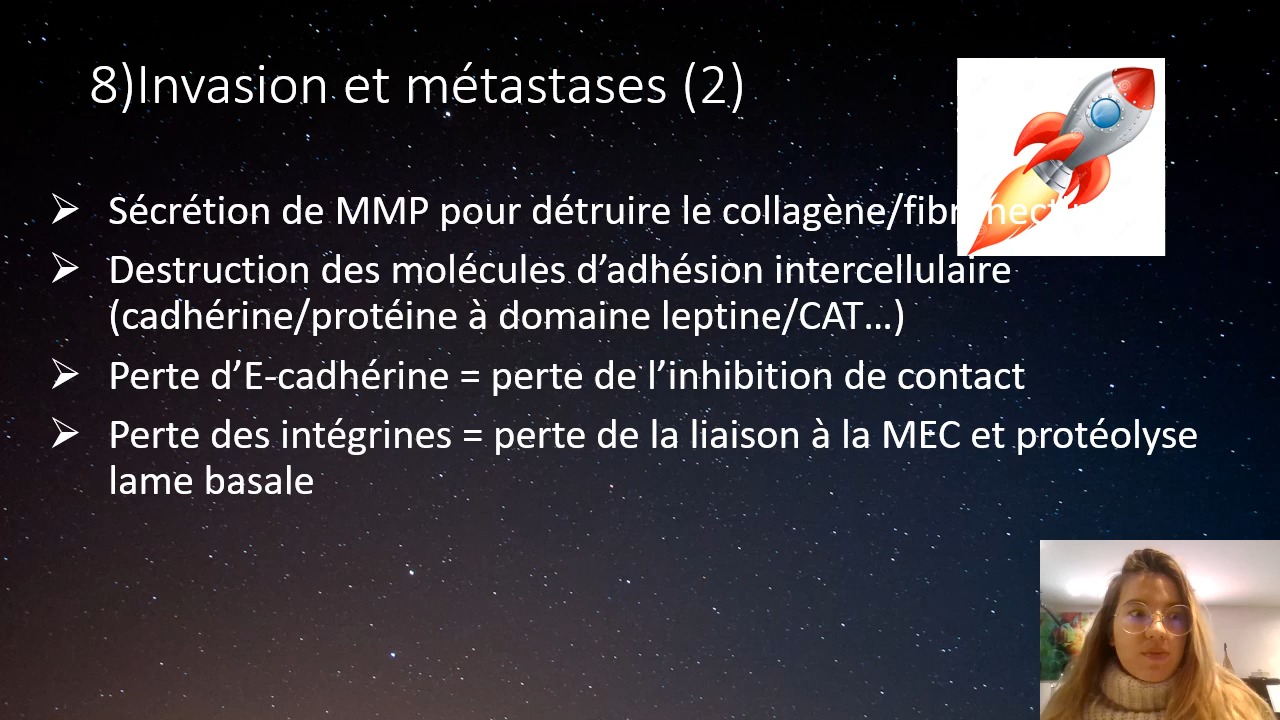 8)Invasion et métastases (2)
➢ Sécrétion de MMP pour détruire le collagène/fibronectine
➢ Destruction des molécules d’adhésion intercellulaire
(cadhérine/protéine à domaine leptine/CAT…)
➢ Perte d’E-cadhérine = perte de l’inhibition de contact
➢ Perte des intégrines = perte de la liaison à la MEC et protéolyse
lame basale